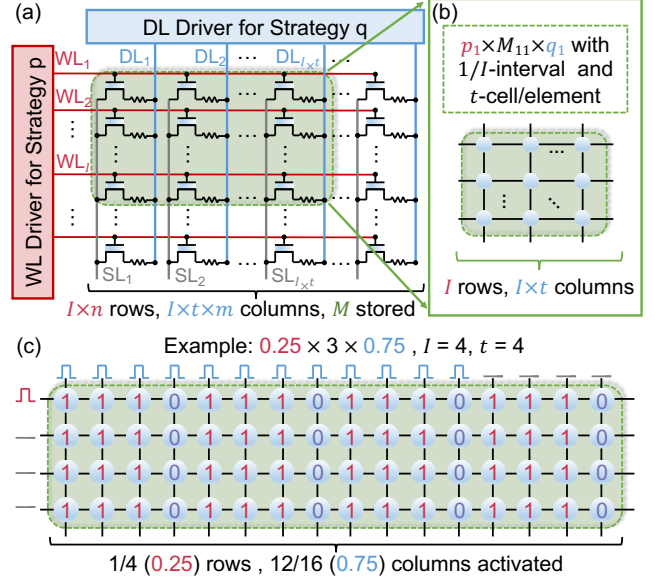 (a)
DL Driver for Strategy q
WL Driver for Strategy p
WL₁ DL₁ DL₂ ··· DL_{I×t} ···
WL₂
WL_I
SL₁ SL₂ SL_{I×t}
I×n rows, I×t×m columns, M stored
(b)
p₁×M₁₁×q₁ with
1/I-interval and
t-cell/element
I rows, I×t columns
(c)
Example: 0.25 × 3 × 0.75 , I = 4, t = 4
1 1 1 0 1 1 1 0 1 1 1 0 1 1 1 0
1 1 1 0 1 1 1 0 1 1 1 0 1 1 1 0
1 1 1 0 1 1 1 0 1 1 1 0 1 1 1 0
1 1 1 0 1 1 1 0 1 1 1 0 1 1 1 0
1/4 (0.25) rows , 12/16 (0.75) columns activated